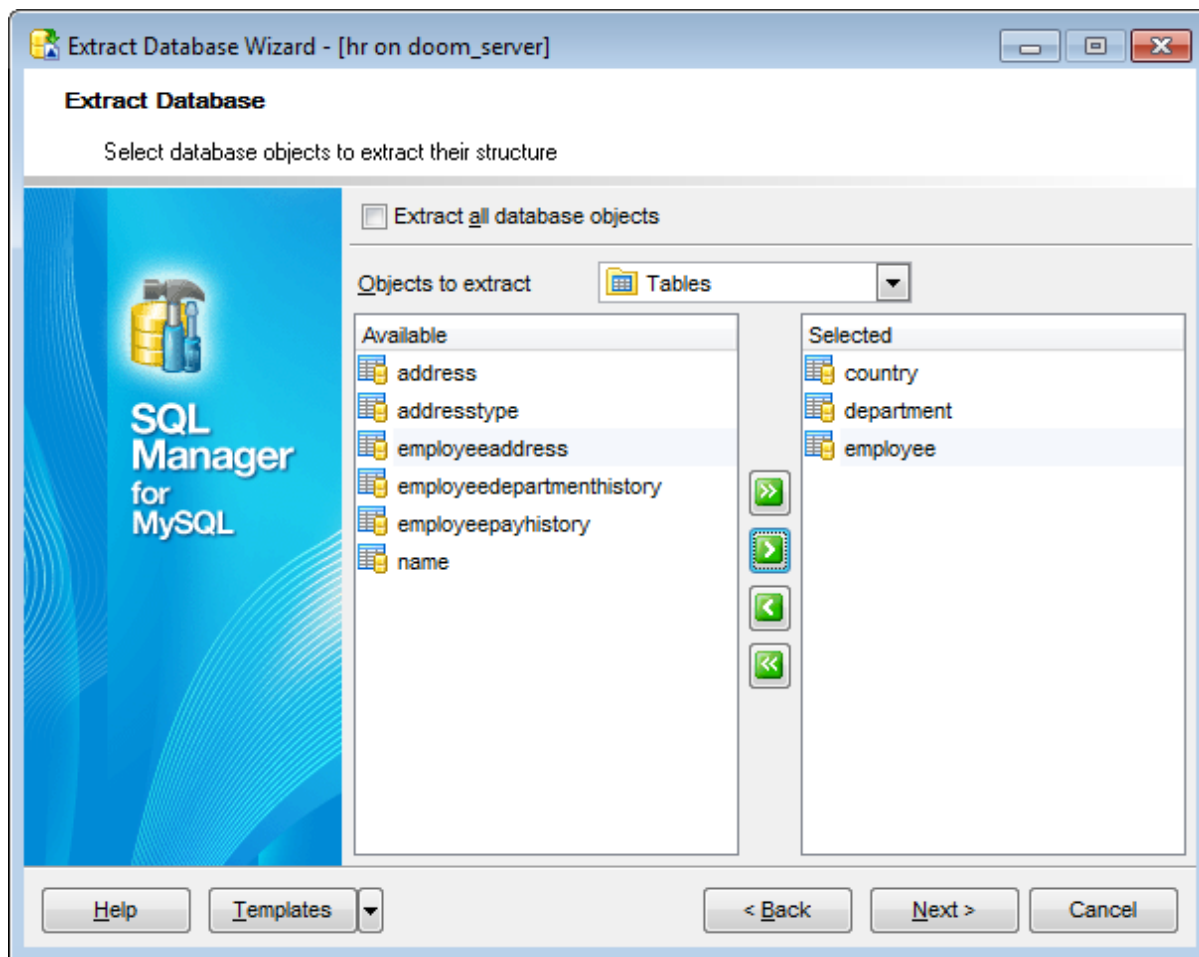 Extract Database Wizard - [hr on doom_server]
Extract Database
Select database objects to extract their structure
SQL
Manager
for
MySQL
Extract all database objects
Objects to extract
Tables
Available
address
addresstype
employeeaddress
employeedepartmenthistory
employeepayhistory
name
Selected
country
department
employee
Help
Templates
< Back
Next >
Cancel